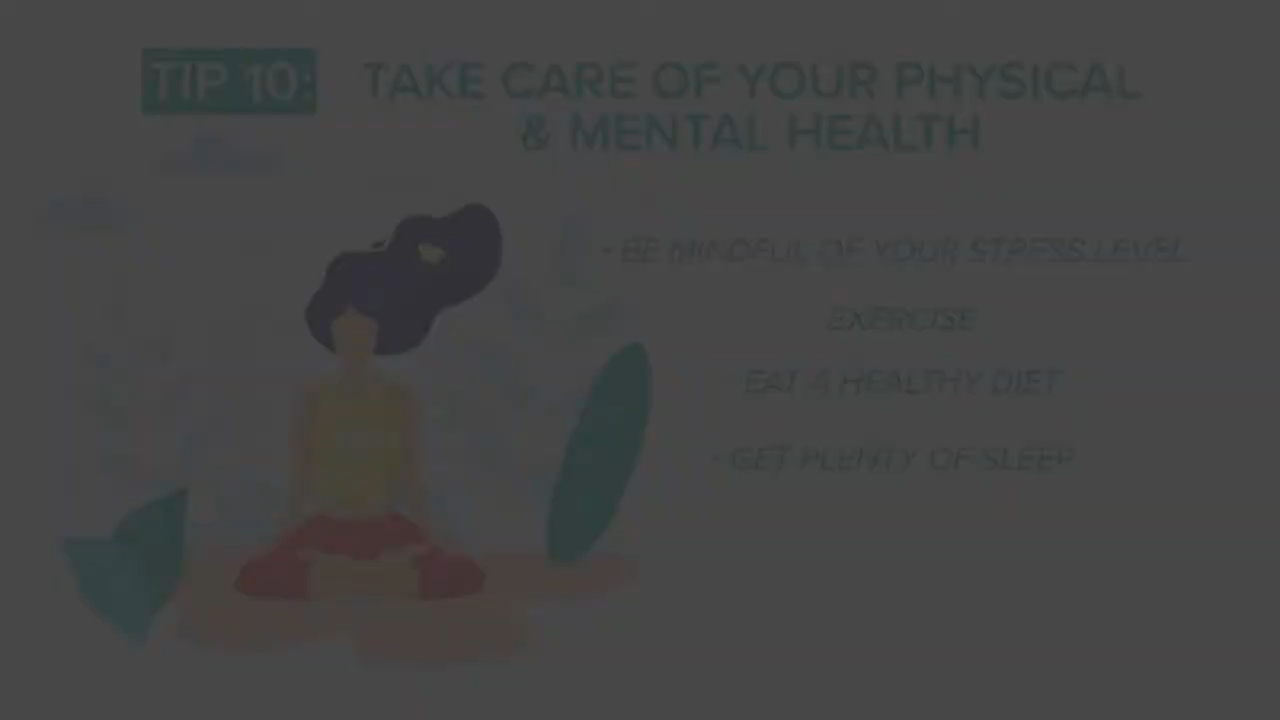 TIP 10: TAKE CARE OF YOUR PHYSICAL
& MENTAL HEALTH
- BE MINDFUL OF YOUR STRESS LEVEL
EXERCISE
EAT A HEALTHY DIET
- GET PLENTY OF SLEEP